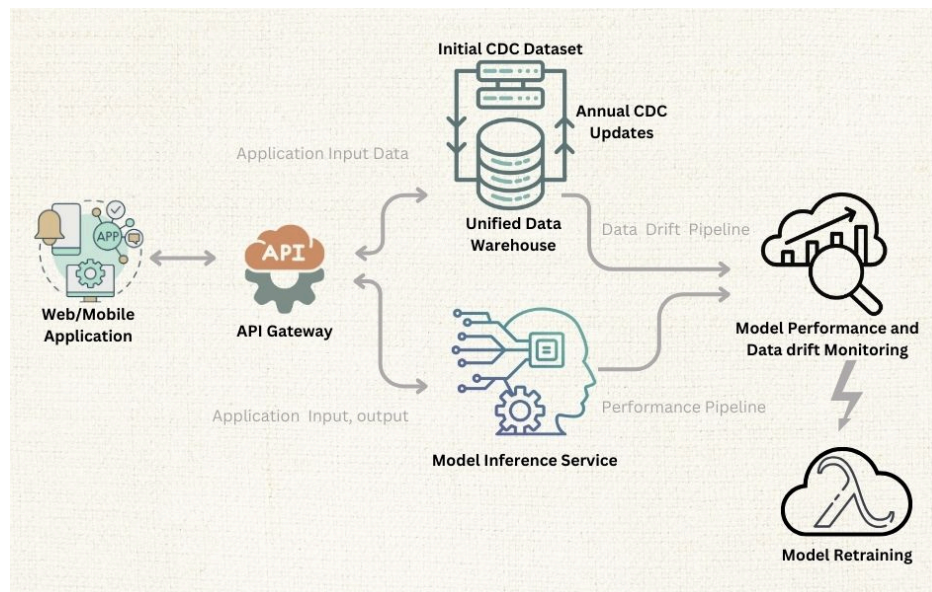 Initial CDC Dataset
Annual CDC
Updates
Application Input Data
APP
API
Unified Data
Warehouse
Data Drift Pipeline
Web/Mobile
Application
API Gateway
Model Performance and
Data drift Monitoring
Application Input, output
Performance Pipeline
Model Inference Service
Model Retraining